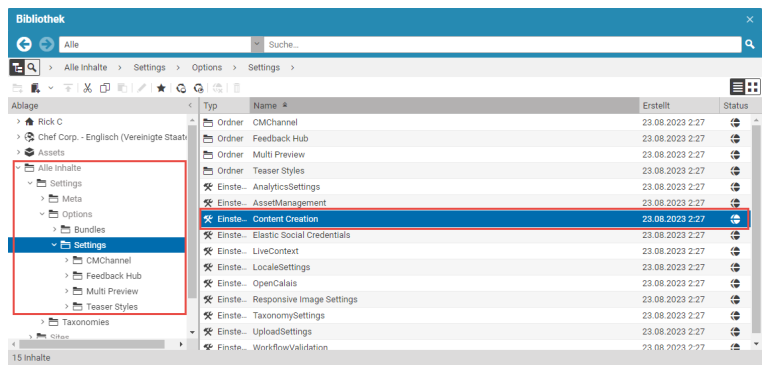 Bibliothek
Alle
Suche...
Alle Inhalte > Settings > Options > Settings >
Ablage
Typ Name Erstellt Status
Rick C
Chef Corp. - Englisch (Vereinigte Staat
Assets
Alle Inhalte
Settings
Meta
Options
Bundles
Settings
CMChannel
Feedback Hub
Multi Preview
Teaser Styles
Taxonomies
Sites
Ordner CMChannel 23.08.2023 2:27
Ordner Feedback Hub 23.08.2023 2:27
Ordner Multi Preview 23.08.2023 2:27
Ordner Teaser Styles 23.08.2023 2:27
Einste... AnalyticsSettings 23.08.2023 2:27
Einste... AssetManagement 23.08.2023 2:27
Einste... Content Creation 23.08.2023 2:27
Einste... Elastic Social Credentials 23.08.2023 2:27
Einste... LiveContext 23.08.2023 2:27
Einste... LocaleSettings 23.08.2023 2:27
Einste... OpenCalais 23.08.2023 2:27
Einste... Responsive Image Settings 23.08.2023 2:27
Einste... TaxonomySettings 23.08.2023 2:27
Einste... UploadSettings 23.08.2023 2:27
Einste... WorkflowValidation 23.08.2023 2:27
15 Inhalte